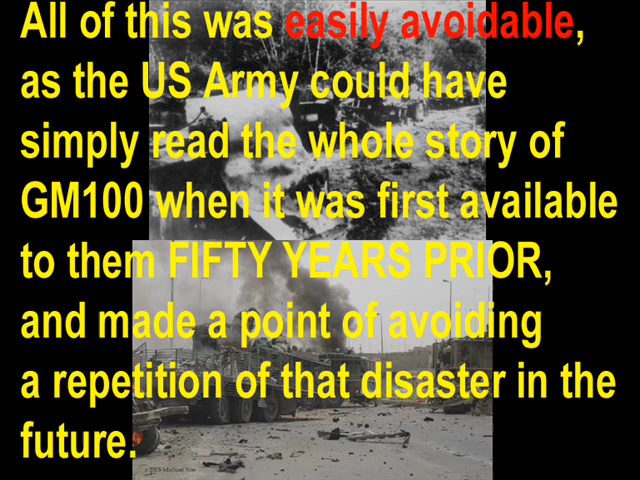 All of this was easily avoidable,
as the US Army could have
simply read the whole story of
GM100 when it was first available
to them FIFTY YEARS PRIOR,
and made a point of avoiding
a repetition of that disaster in the
future.
Michael Yon